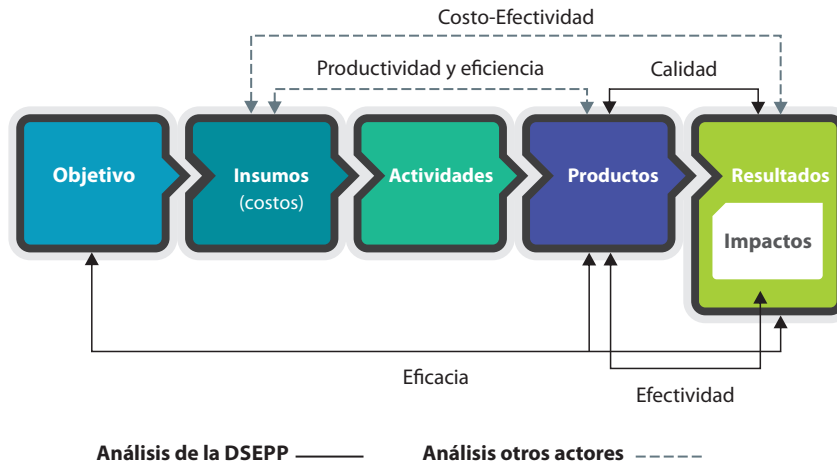 Costo-Efectividad
Productividad y eficiencia
Calidad
Objetivo
Insumos
(costos)
Actividades
Productos
Resultados
Impactos
Eficacia
Efectividad
Análisis de la DSEPP
Análisis otros actores